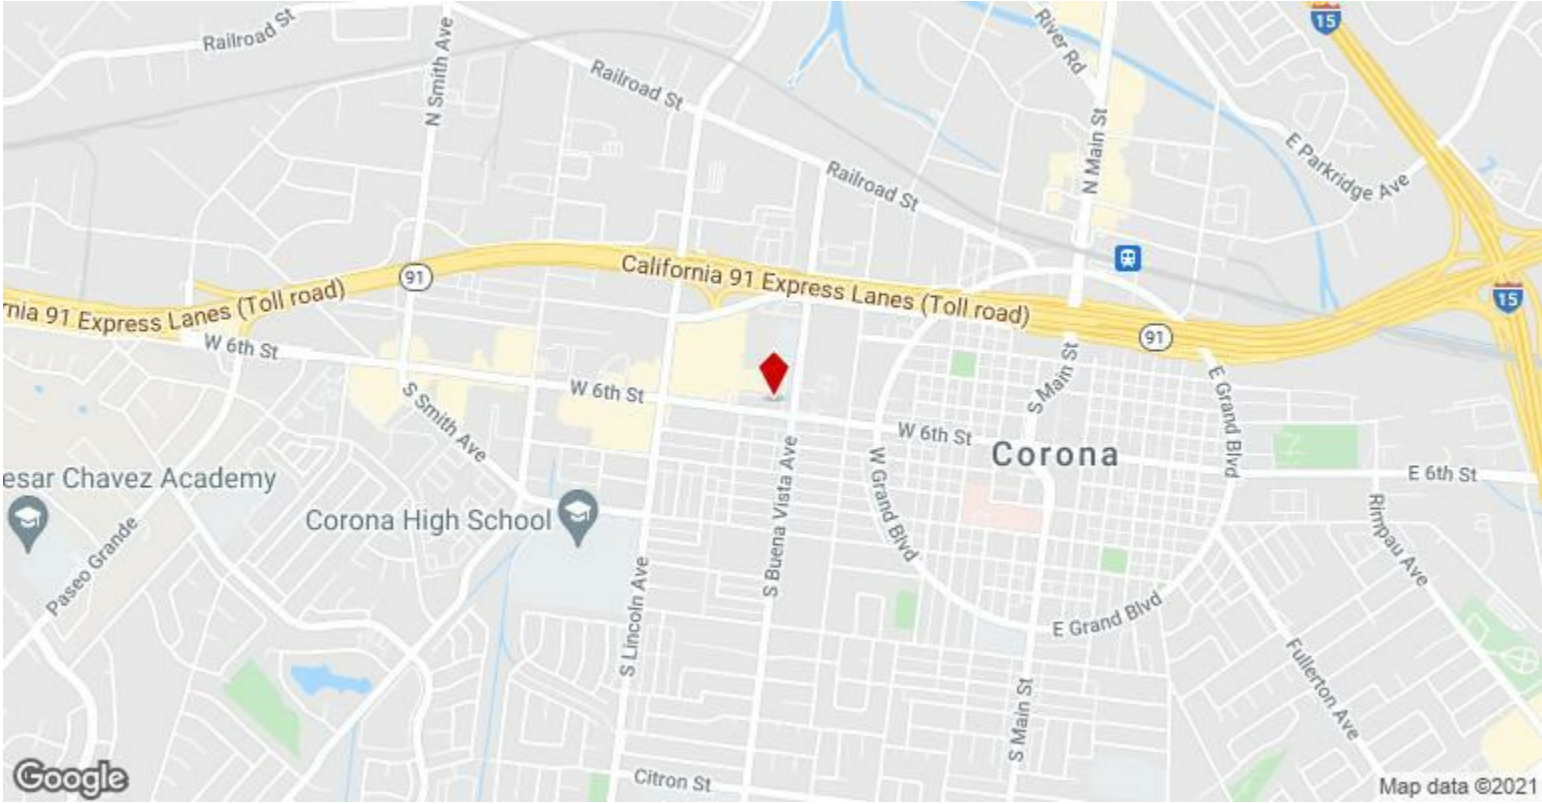 15
Railroad St
N Smith Ave
River Rd
Railroad St
N Main St
E Parkridge Ave
Railroad St
91
California 91 Express Lanes (Toll road)
15
rnia 91 Express Lanes (Toll road)
91
W 6th St
W 6th St
S Main St
E Grand Blvd
S Smith Ave
W 6th St
Corona
E 6th St
esar Chavez Academy
Corona High School
S Buena Vista Ave
W Grand Blvd
Rimpau Ave
Paseo Grande
S Lincoln Ave
E Grand Blvd
Fullerton Ave
S Main St
Citron St
Google
Map data ©2021